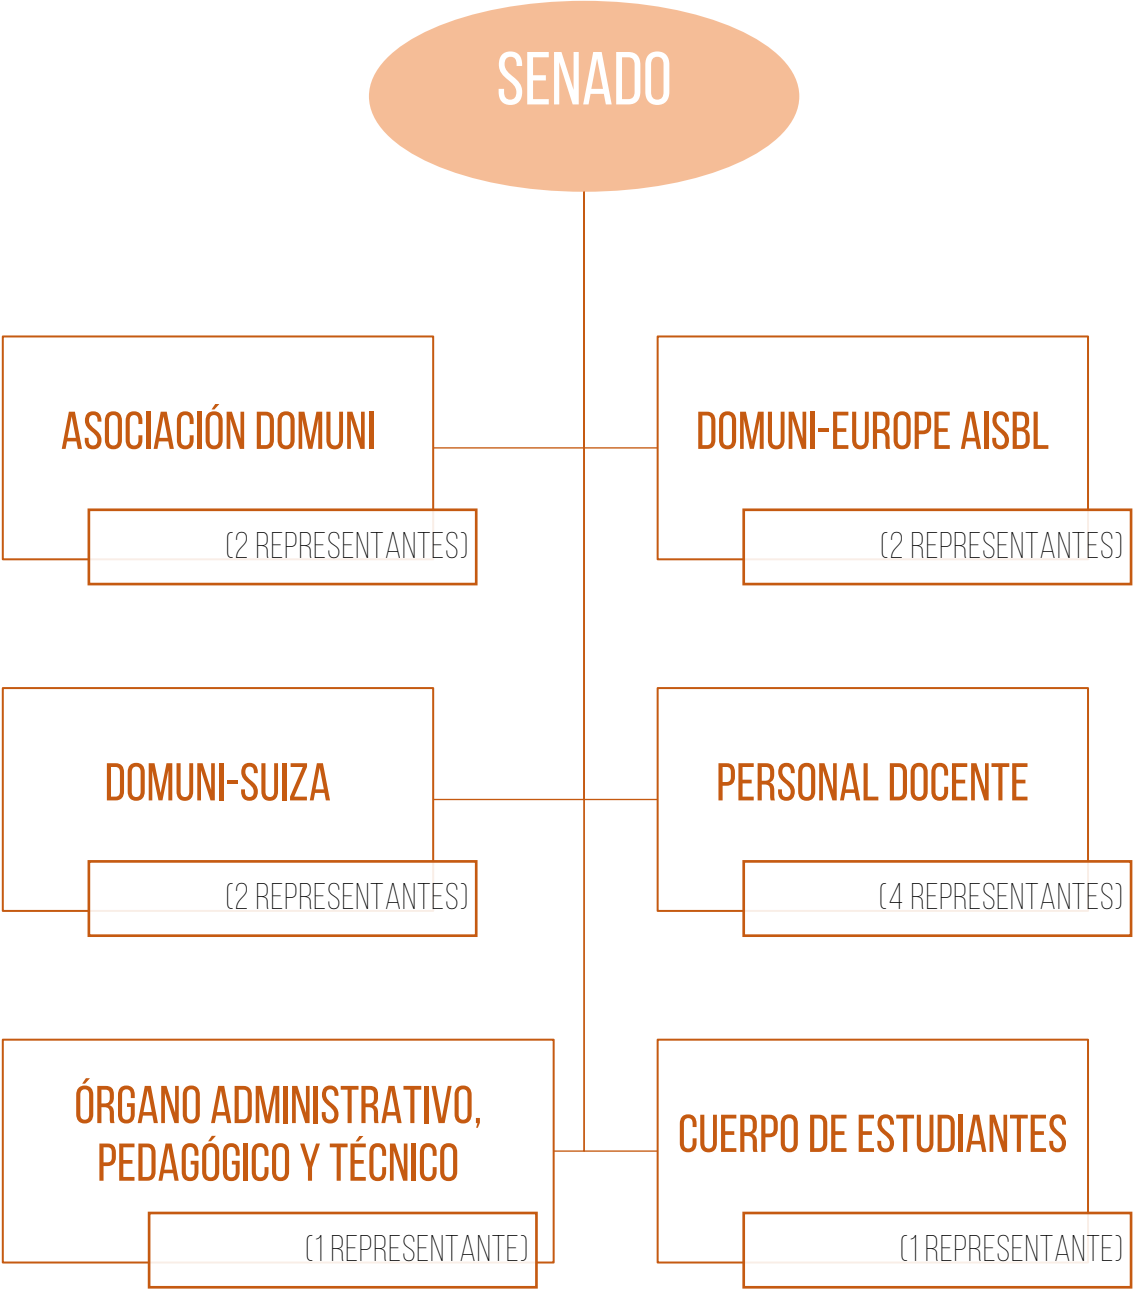 SENADO
ASOCIACIÓN DOMUNI
(2 REPRESENTANTES)
DOMUNI-EUROPE AISBL
(2 REPRESENTANTES)
DOMUNI-SUIZA
(2 REPRESENTANTES)
PERSONAL DOCENTE
(4 REPRESENTANTES)
ÓRGANO ADMINISTRATIVO,
PEDAGÓGICO Y TÉCNICO
(1 REPRESENTANTE)
CUERPO DE ESTUDIANTES
(1 REPRESENTANTE)